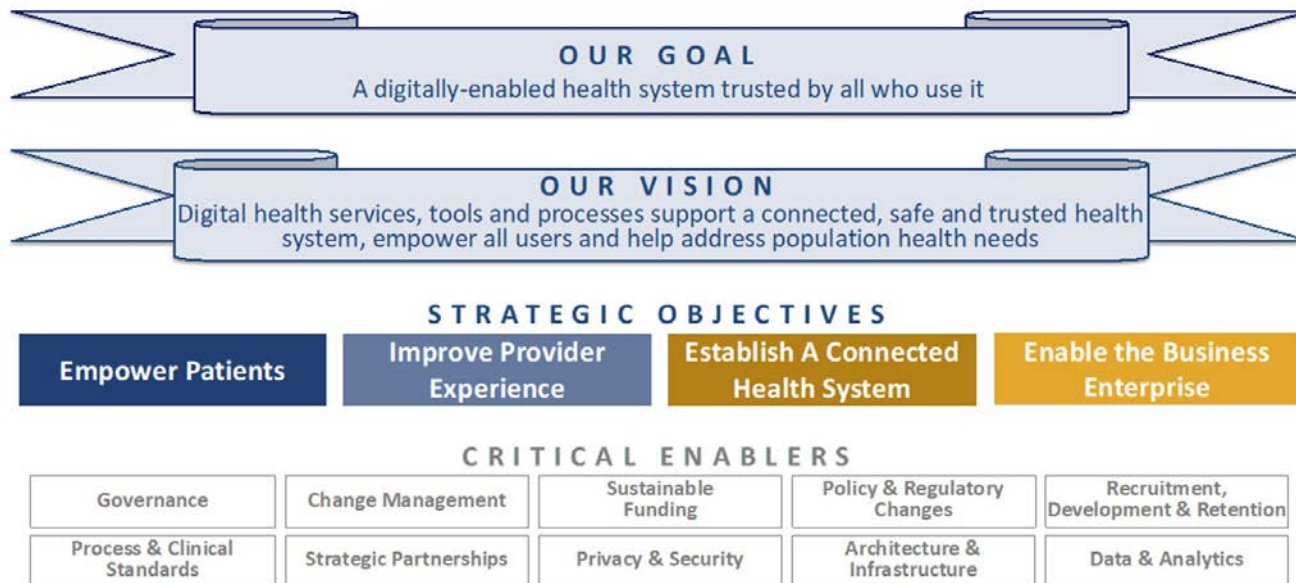 OUR GOAL
A digitally-enabled health system trusted by all who use it
OUR VISION
Digital health services, tools and processes support a connected, safe and trusted health
system, empower all users and help address population health needs
STRATEGIC OBJECTIVES
Empower Patients
Improve Provider
Experience
Establish A Connected
Health System
Enable the Business
Enterprise
CRITICAL ENABLERS
Governance
Change Management
Sustainable
Funding
Policy & Regulatory
Changes
Recruitment,
Development & Retention
Process & Clinical
Standards
Strategic Partnerships
Privacy & Security
Architecture &
Infrastructure
Data & Analytics